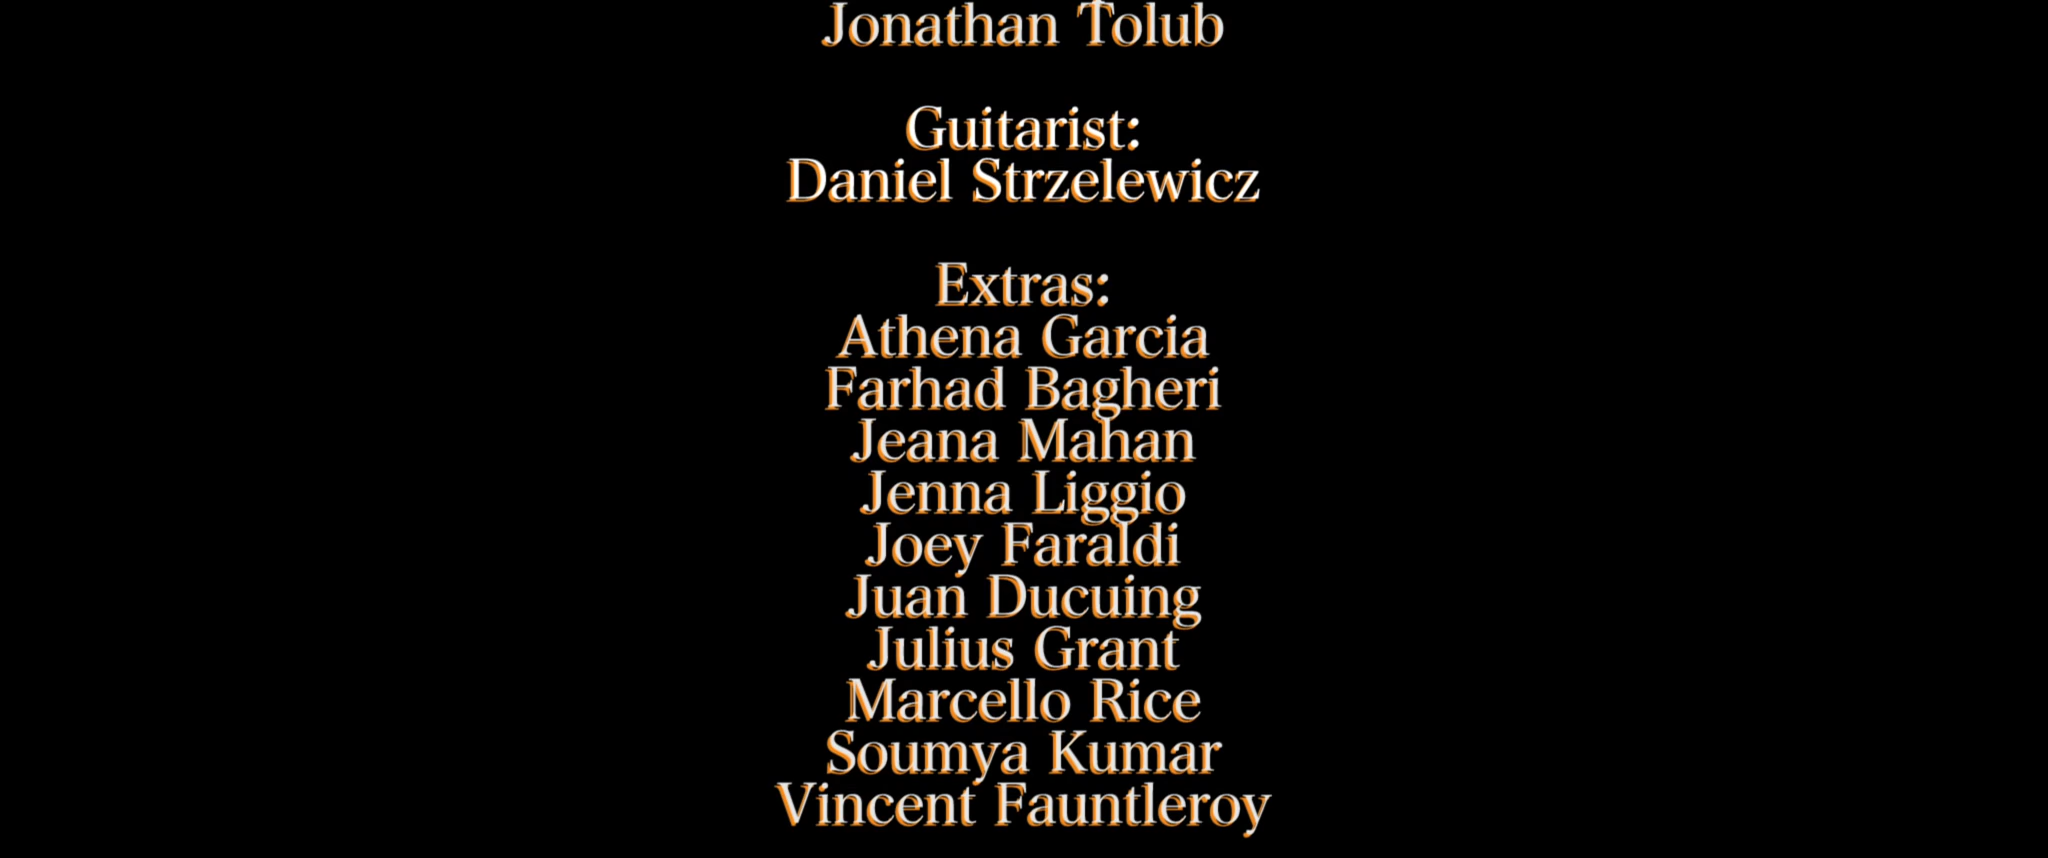 Jonathan Tolub
Guitarist:
Daniel Strzelewicz
Extras:
Athena Garcia
Farhad Bagheri
Jeana Mahan
Jenna Liggio
Joey Faraldi
Juan Ducuing
Julius Grant
Marcello Rice
Soumya Kumar
Vincent Fauntleroy